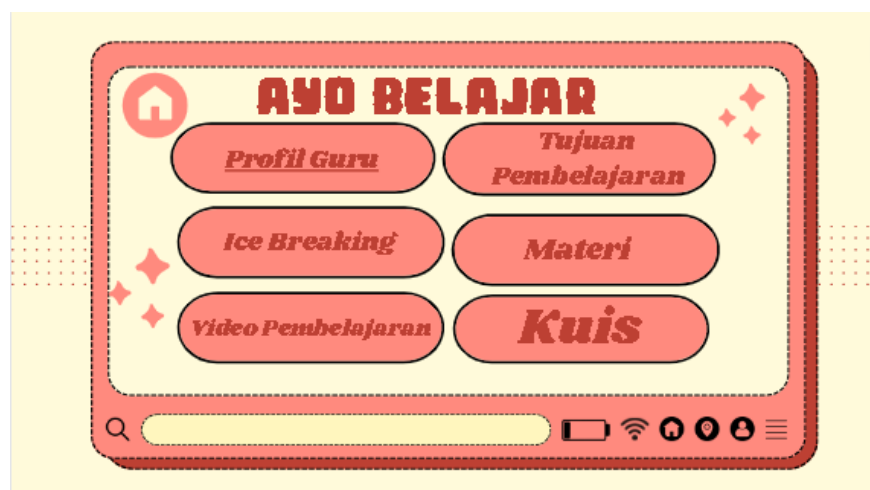 AYO BELAJAR
Profil Guru
Tujuan
Pembelajaran
Ice Breaking
Materi
Video Pembelajaran
Kuis